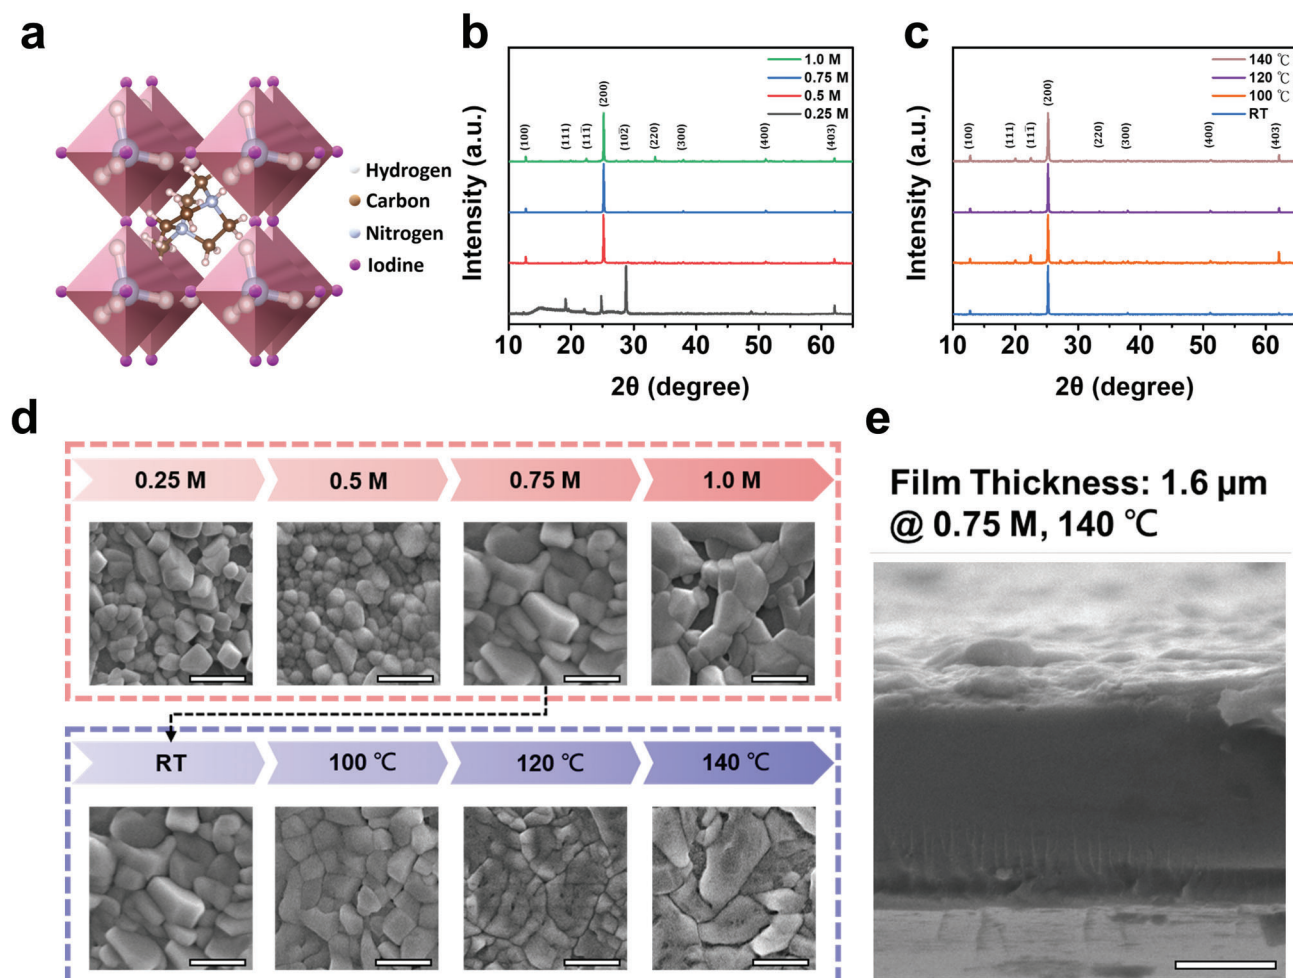 a
Hydrogen
Carbon
Nitrogen
Iodine
b
1.0 M
0.75 M
0.5 M
0.25 M
(100)
(111)
(11ī)
(200)
(10ƻ)
(220)
(300)
(400)
(403)
Intensity (a.u.)
10 20 30 40 50 60
2θ (degree)
c
140 ℃
120 ℃
100 ℃
RT
(100)
(111)
(11ī)
(200)
(220)
(300)
(400)
(403)
Intensity (a.u.)
10 20 30 40 50 60
2θ (degree)
d
0.25 M 0.5 M 0.75 M 1.0 M
RT 100 ℃ 120 ℃ 140 ℃
e
Film Thickness: 1.6 μm
@ 0.75 M, 140 ℃